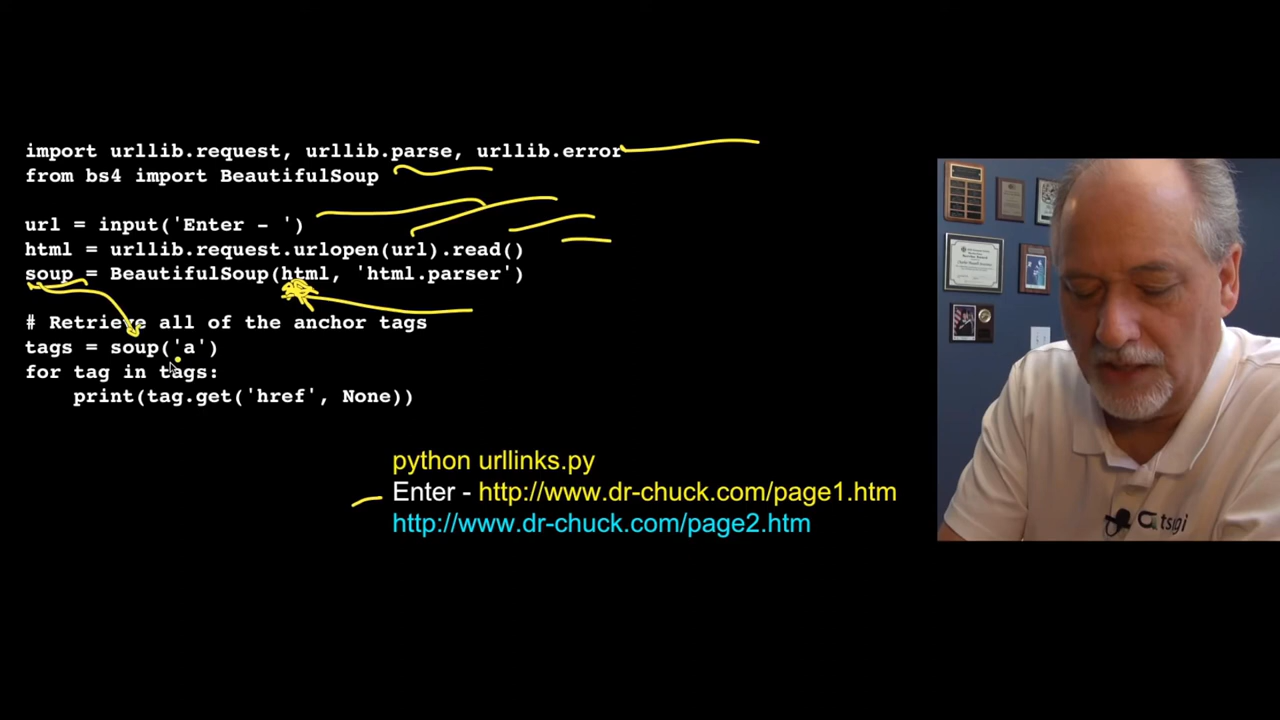 import urllib.request, urllib.parse, urllib.error
from bs4 import BeautifulSoup
url = input('Enter - ')
html = urllib.request.urlopen(url).read()
soup = BeautifulSoup(html, 'html.parser')
# Retrieve all of the anchor tags
tags = soup('a')
for tag in tags:
    print(tag.get('href', None))
python urllinks.py
Enter - http://www.dr-chuck.com/page1.htm
http://www.dr-chuck.com/page2.htm